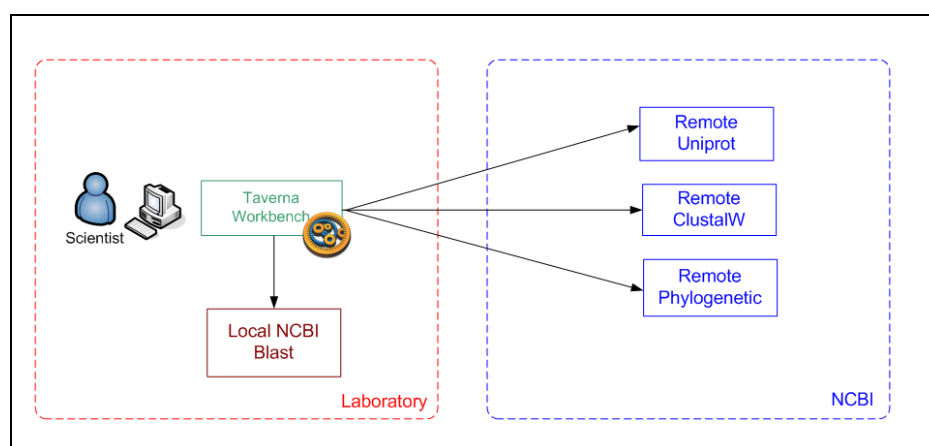 Scientist
Taverna
Workbench
Local NCBI
Blast
Laboratory
Remote
Uniprot
Remote
ClustalW
Remote
Phylogenetic
NCBI